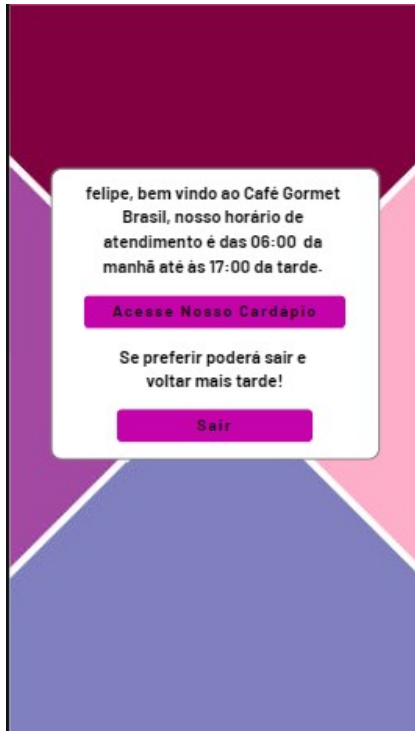 felipe, bem vindo ao Café Gormet
Brasil, nosso horário de
atendimento é das 06:00 da
manhã até às 17:00 da tarde.
Acesse Nosso Cardápio
Se preferir poderá sair e
voltar mais tarde!
Sair